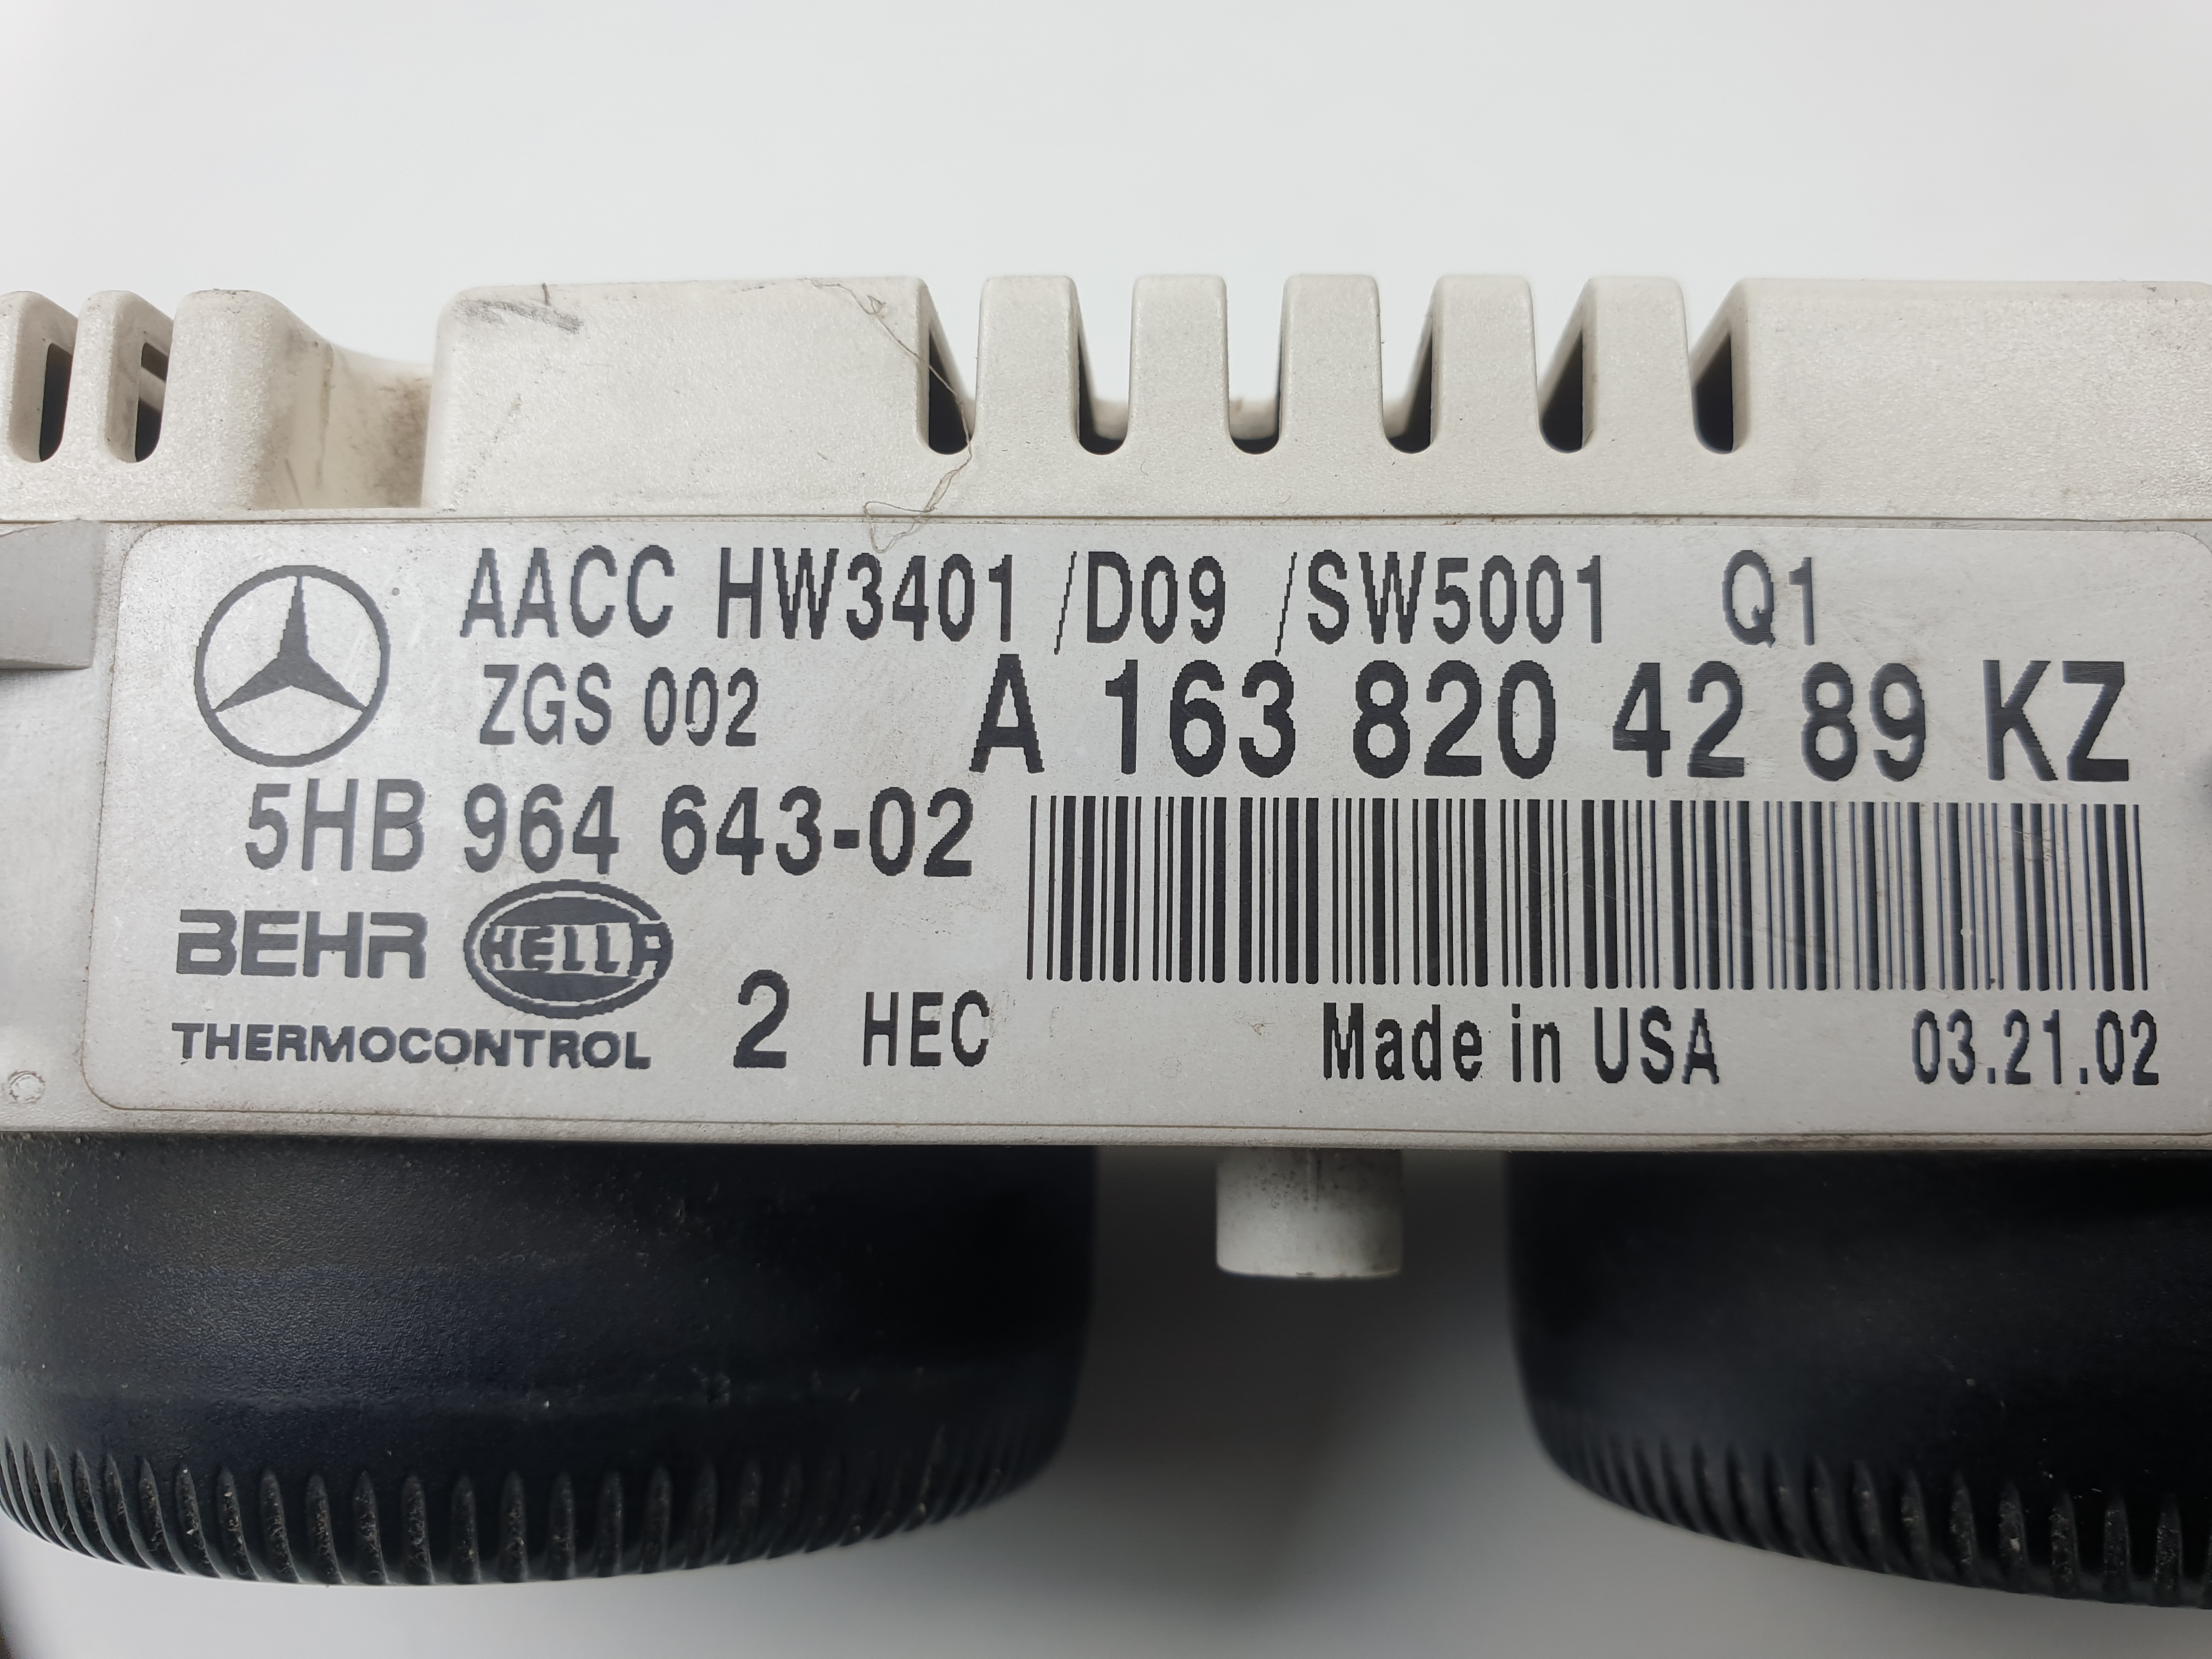 AACC HW3401 /D09 /SW5001 Q1
ZGS 002 A 163 820 42 89 KZ
5HB 964 643-02
BEHR HELLA
THERMOCONTROL 2 HEC Made in USA 03.21.02